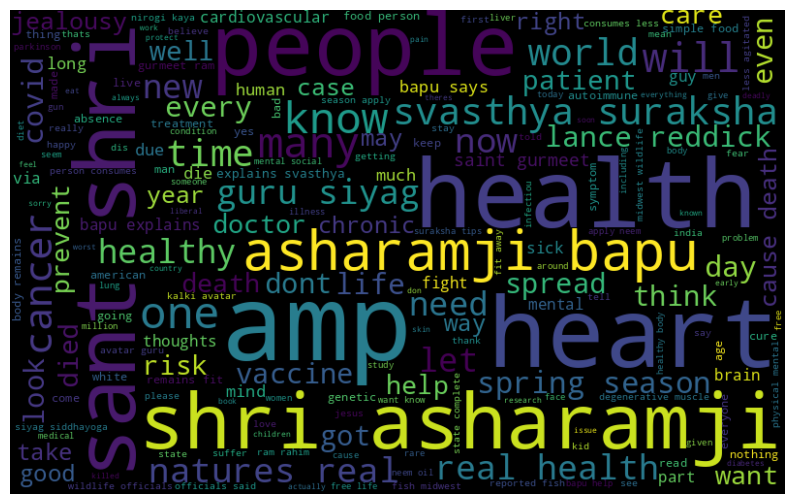 jealousy
nirogi kaya
cardiovascular
food person
people
right
first
liver
consumes less
care
simple food
even
thing
thats
work
protect
parkinson
well
world
will
mean
less agitated
believe
pain
long
made
gurmeet ram
new
human
case
patient
guy
bapu says
covid
sant shri
live
eat
gun
really
always
every
know
season apply
bad
svasthya suraksha
today
autoimmune
give
men
everything
deadly
absence
treatment
condition
yes
stay
theres
diet
happy
time
many
may
now
lance reddick
soon
feel
seem
dis
man
mental social
keep
getting
told
saint gurmeet
body
fear
via
due
die
person consumes
someone
explains svasthya
much
health
prevent
year
guru siyag
symptom
including
midwest wildlife
cause death
sorry
bapu explains
liberal
illness
doctor
chronic
infectiou
suraksha tips
known
apply neem
india
problem
cancer
healthy
asharamji bapu
sick
fit away
day
look
worst
american
death
dont
life
fight
spread
around
early
body remains
country
lung
kalki avatar
don
need
mental
tell
think
going
million
one
amp
heart
skin
way
thank
cure
free
died
avatar guru
thoughts
let
say
white
risk
remains fit
vaccine
study
help
spring season
age
brain
healthy body
physical mental
come
please
mind
genetic
want know
research
face
degenerative muscle
state complete
book
women
jesus
shri asharamji
issue
kid
everyone
siyag siddhayoga
love
children
got
given
nothing
take
medical
state
suffer
ram rahim
cause
rare
neem oil
read
diabetes
good
killed
natures real
real health
part
want
wildlife officials
officials said
actually
free life
fish midwest
reported fish
bapu help
see